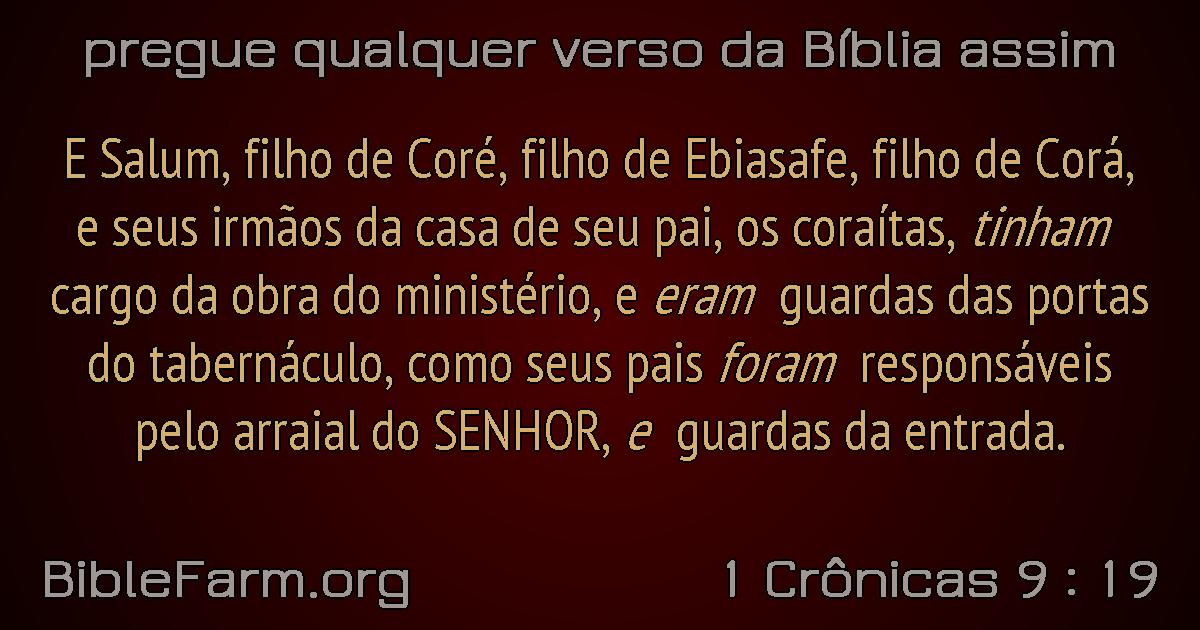 pregue qualquer verso da Bíblia assim
E Salum, filho de Coré, filho de Ebiasafe, filho de Corá,
e seus irmãos da casa de seu pai, os coraítas, tinham
cargo da obra do ministério, e eram guardas das portas
do tabernáculo, como seus pais foram responsáveis
pelo arraial do SENHOR, e guardas da entrada.
BibleFarm.org
1 Crônicas 9 : 19